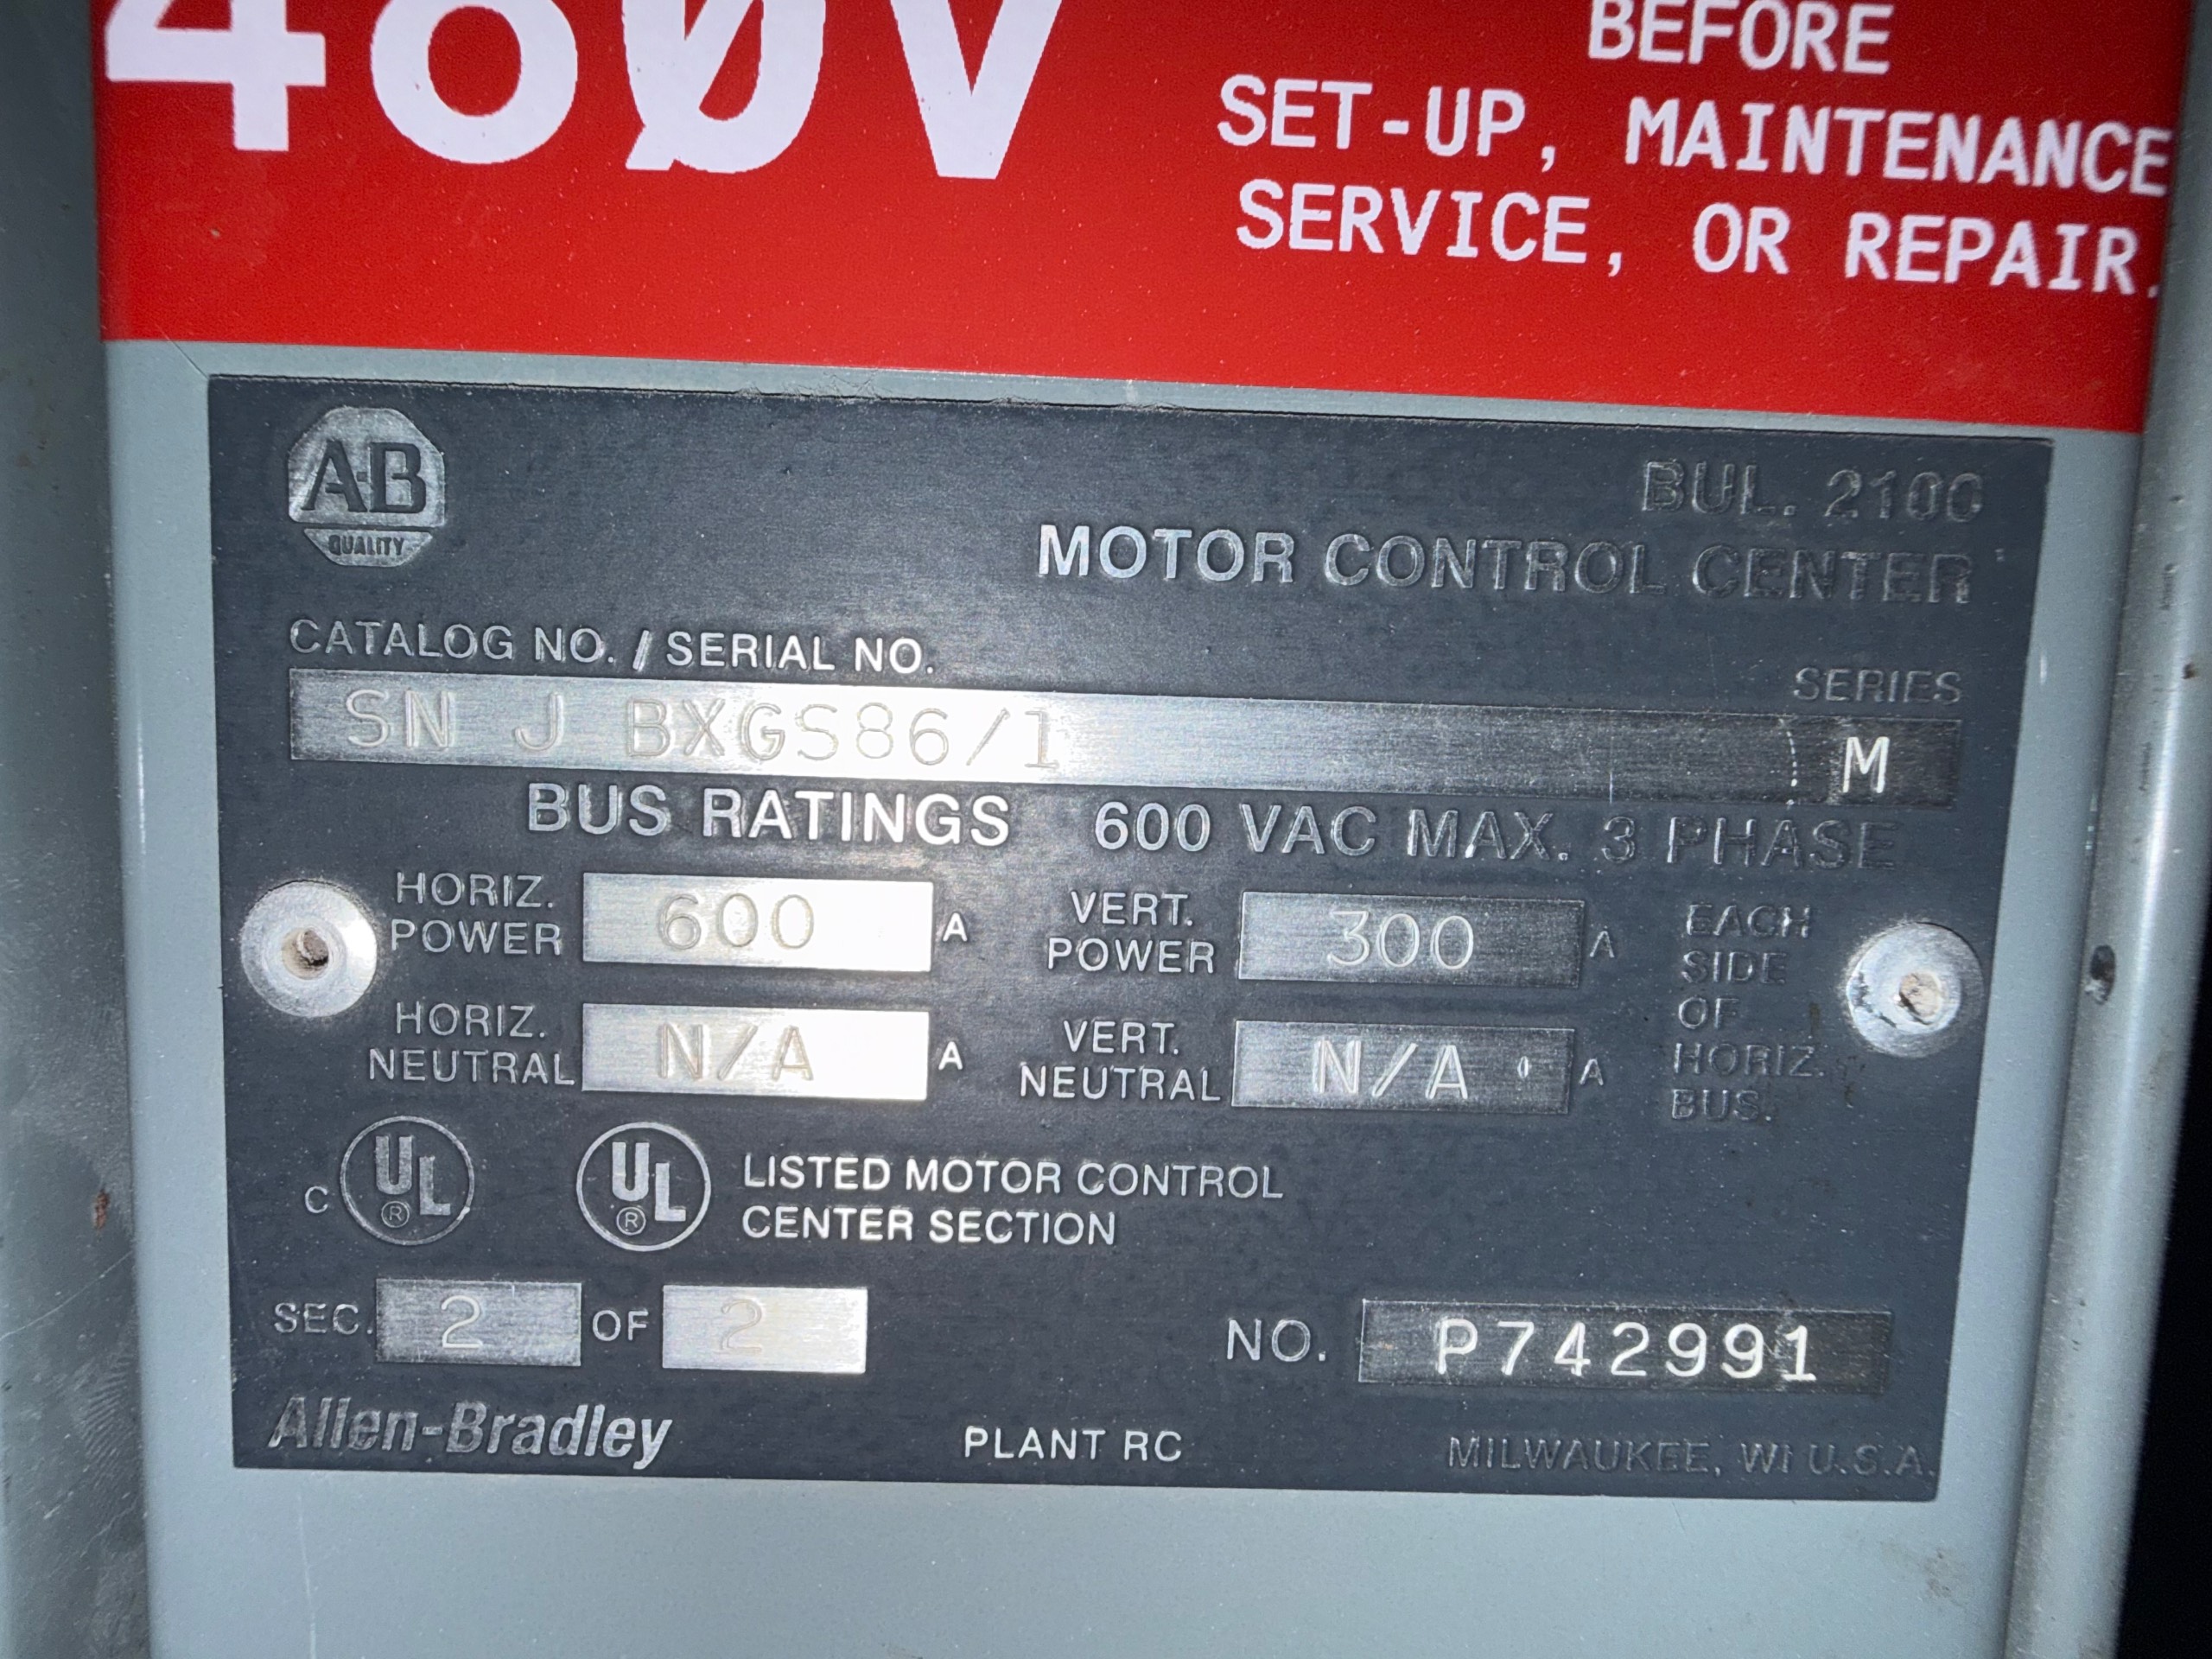 480V
BEFORE
SET-UP, MAINTENANCE
SERVICE, OR REPAIR.
A-B
QUALITY
BUL. 2100
MOTOR CONTROL CENTER
CATALOG NO. / SERIAL NO.
SERIES
SN J BXGS86/1
M
BUS RATINGS 600 VAC MAX. 3 PHASE
HORIZ. POWER 600 A
VERT. POWER 300 A
EACH
SIDE
OF
HORIZ.
BUS.
HORIZ. NEUTRAL N/A A
VERT. NEUTRAL N/A A
C UL ® UL ® LISTED MOTOR CONTROL
CENTER SECTION
SEC. 2 OF 2
NO. P742991
Allen-Bradley
PLANT RC
MILWAUKEE, WI U.S.A.